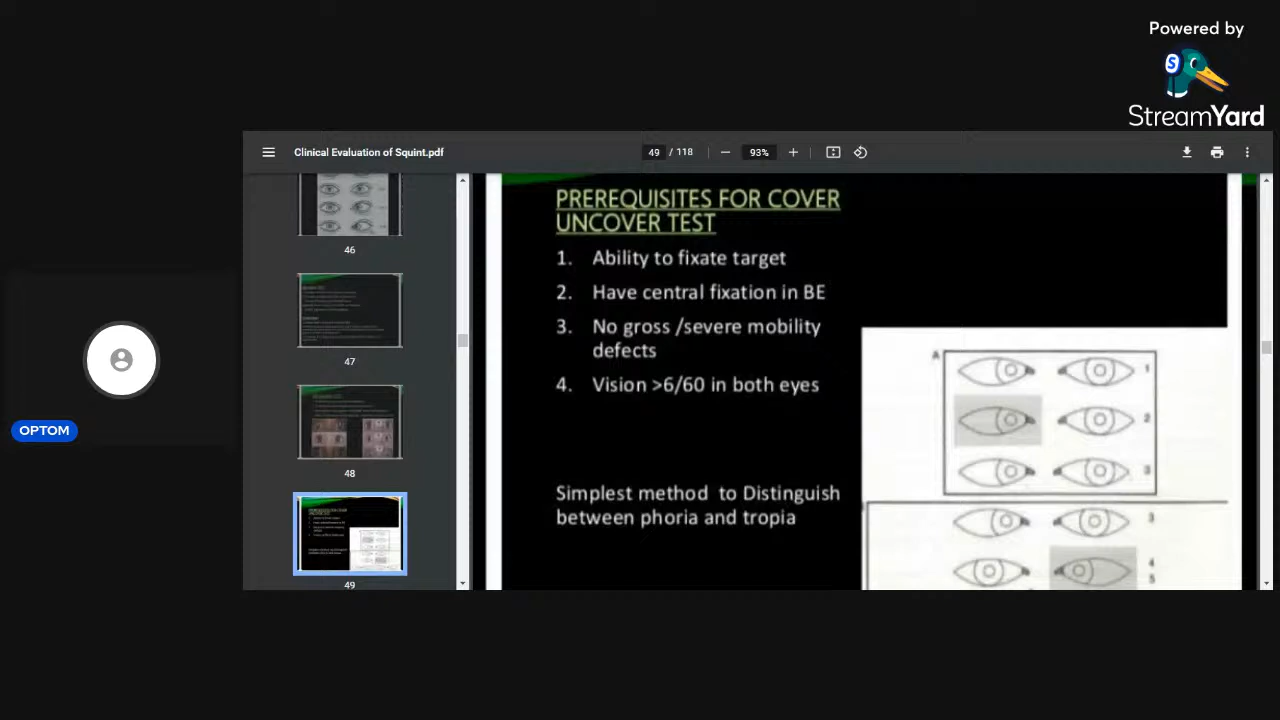 Powered by
S
StreamYard
Clinical Evaluation of Squint.pdf
49 / 118
93%
46
47
48
49
OPTOM
PREREQUISITES FOR COVER
UNCOVER TEST
1. Ability to fixate target
2. Have central fixation in BE
3. No gross /severe mobility
defects
4. Vision >6/60 in both eyes
Simplest method to Distinguish
between phoria and tropia
A
1
2
3
3
4
5